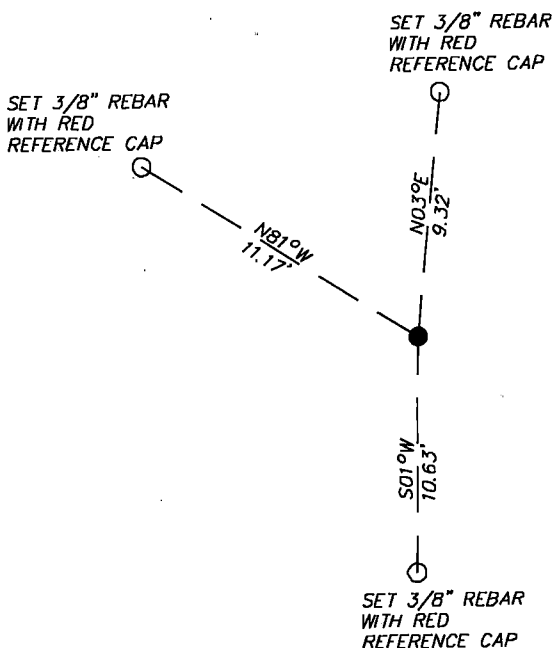 SET 3/8" REBAR
WITH RED
REFERENCE CAP
SET 3/8" REBAR
WITH RED
REFERENCE CAP
N81°W
11.17'
N03°E
9.32'
S01°W
10.63'
SET 3/8" REBAR
WITH RED
REFERENCE CAP